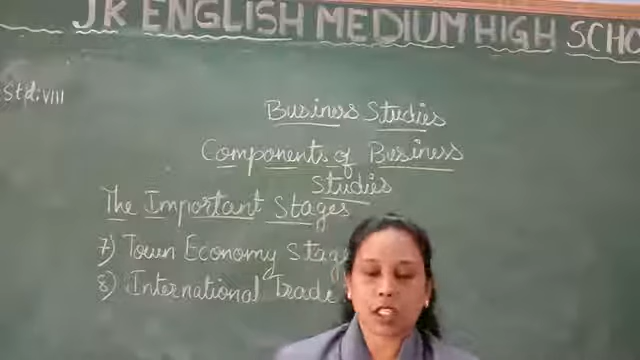 JK ENGLISH MEDIUM HIGH SCHO
Std:VIII
Business Studies
Components of Business
Studies
The Important Stages
7) Town Economy Stage
8) International Trade